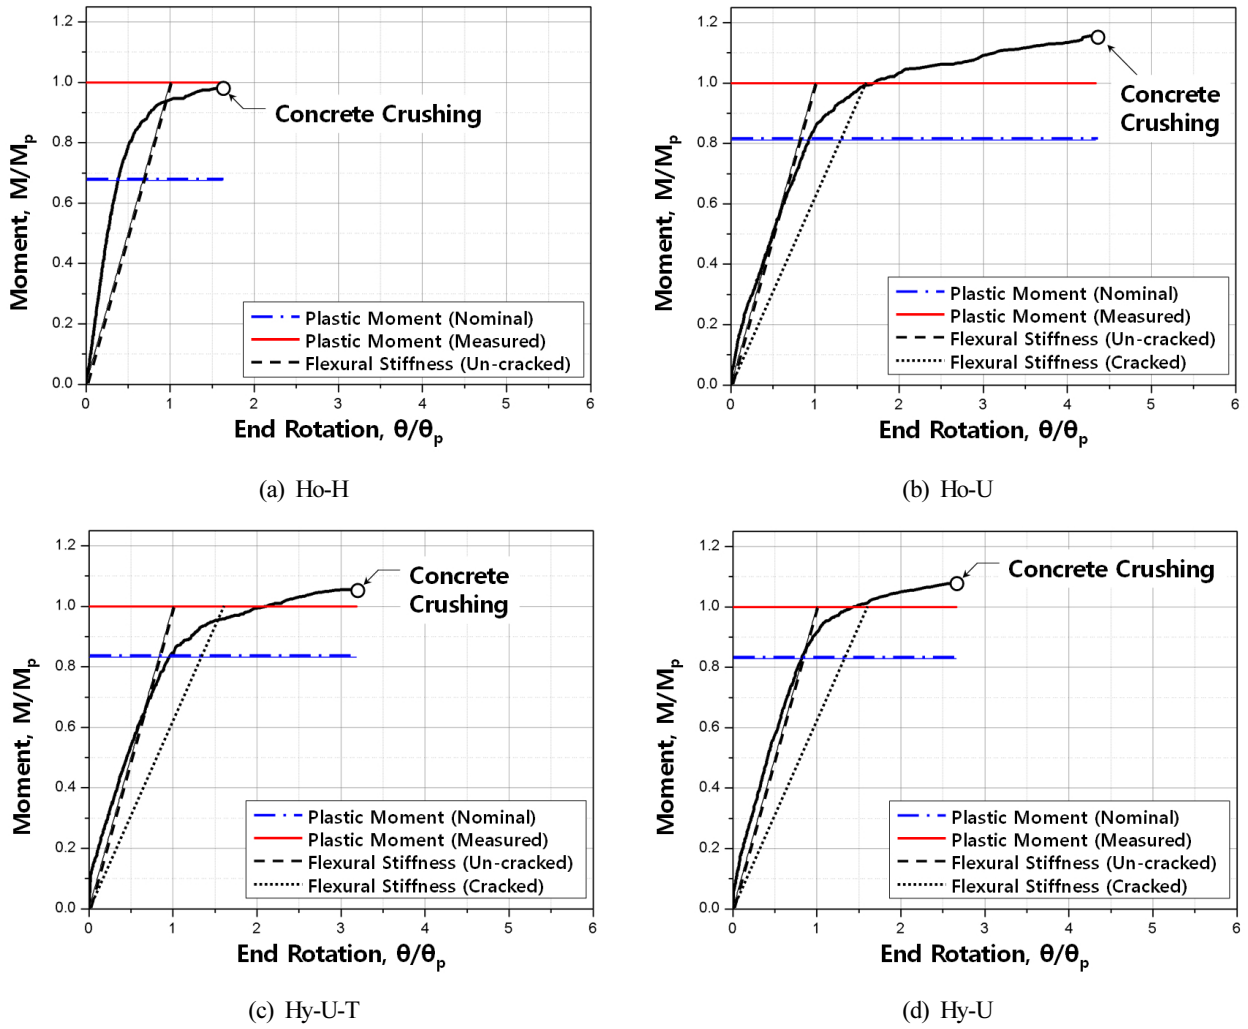 1.2
1.0
0.8
0.6
0.4
0.2
0.0
Moment, M/Mp
Concrete Crushing
Plastic Moment (Nominal)
Plastic Moment (Measured)
Flexural Stiffness (Un-cracked)
0 1 2 3 4 5 6
End Rotation, θ/θp
(a) Ho-H
1.2
1.0
0.8
0.6
0.4
0.2
0.0
Moment, M/Mp
Concrete
Crushing
Plastic Moment (Nominal)
Plastic Moment (Measured)
Flexural Stiffness (Un-cracked)
Flexural Stiffness (Cracked)
0 1 2 3 4 5 6
End Rotation, θ/θp
(b) Ho-U
1.2
1.0
0.8
0.6
0.4
0.2
0.0
Moment, M/Mp
Concrete
Crushing
Plastic Moment (Nominal)
Plastic Moment (Measured)
Flexural Stiffness (Un-cracked)
Flexural Stiffness (Cracked)
0 1 2 3 4 5 6
End Rotation, θ/θp
(c) Hy-U-T
1.2
1.0
0.8
0.6
0.4
0.2
0.0
Moment, M/Mp
Concrete Crushing
Plastic Moment (Nominal)
Plastic Moment (Measured)
Flexural Stiffness (Un-cracked)
Flexural Stiffness (Cracked)
0 1 2 3 4 5 6
End Rotation, θ/θp
(d) Hy-U